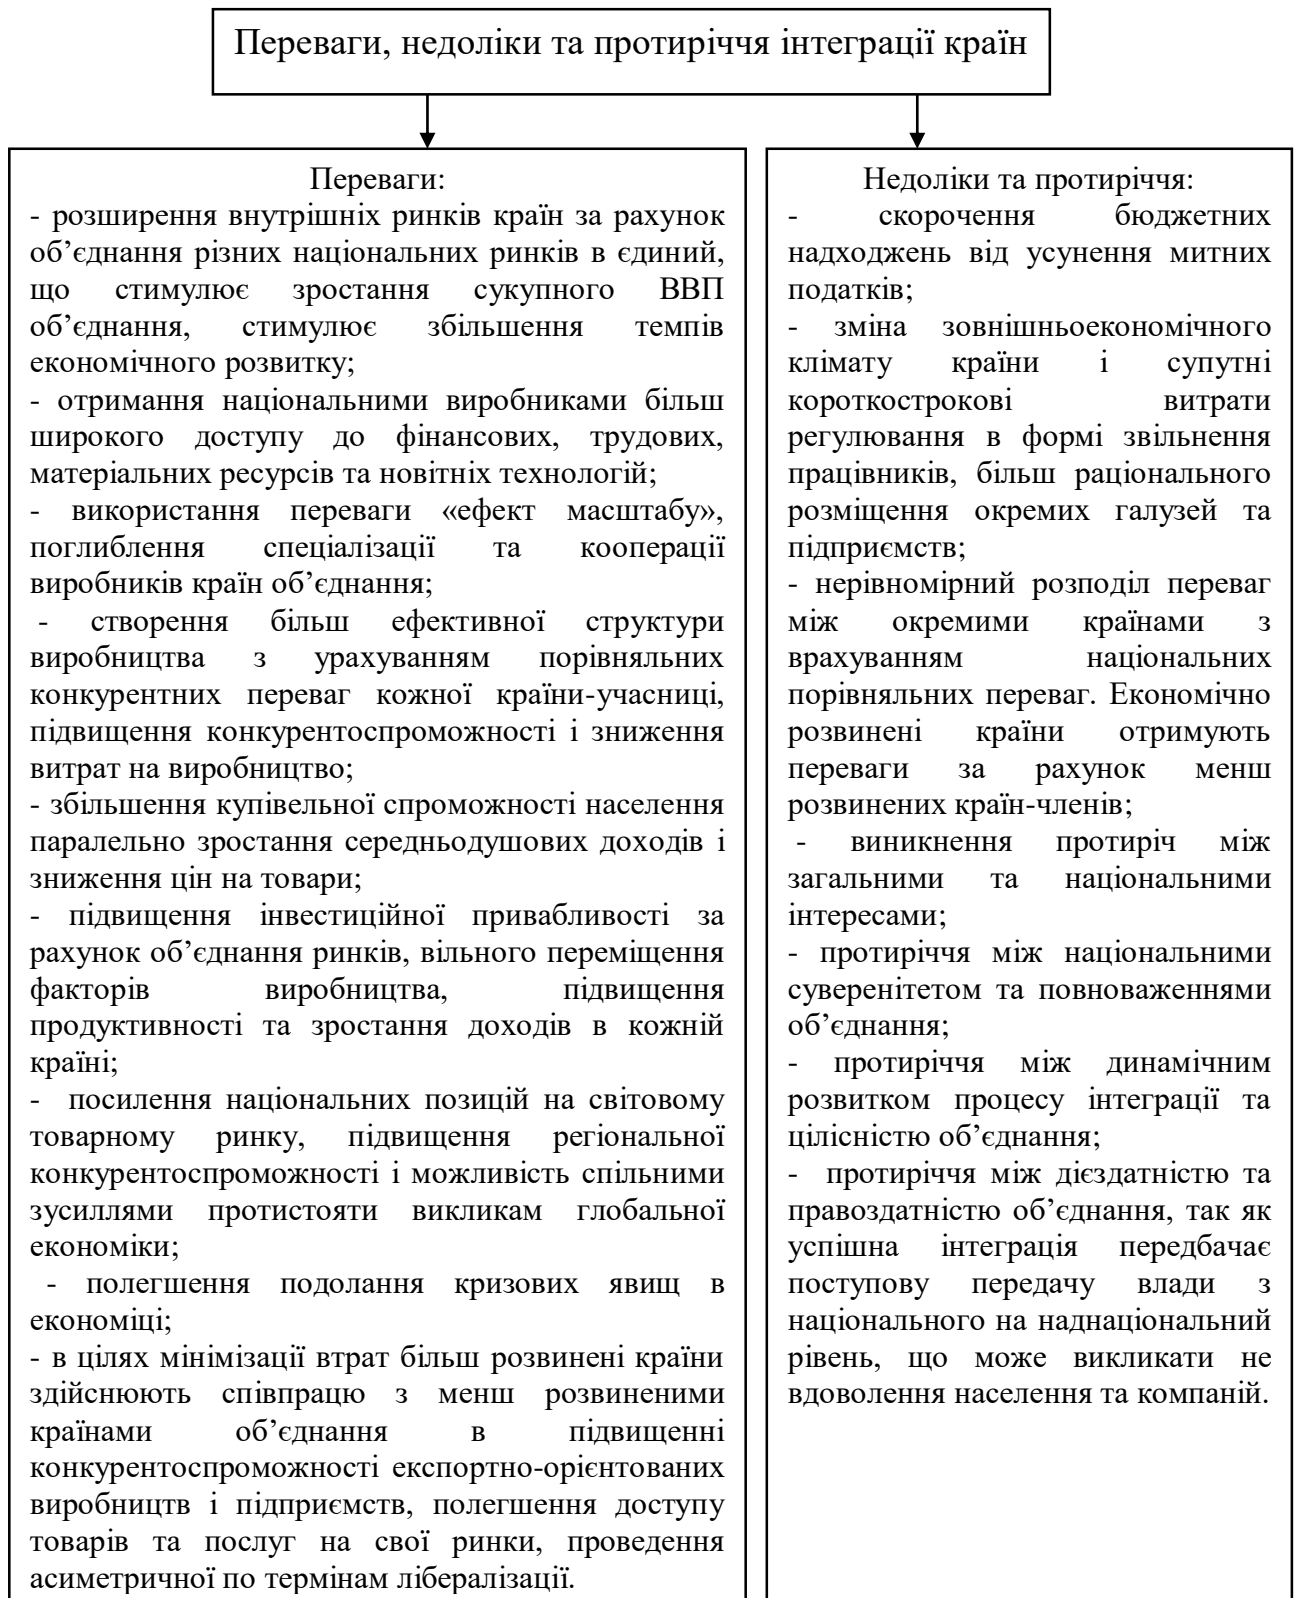 Переваги, недоліки та протиріччя інтеграції країн
Переваги:
- розширення внутрішніх ринків країн за рахунок
об’єднання різних національних ринків в єдиний,
що стимулює зростання сукупного ВВП
об’єднання, стимулює збільшення темпів
економічного розвитку;
- отримання національними виробниками більш
широкого доступу до фінансових, трудових,
матеріальних ресурсів та новітніх технологій;
- використання переваги «ефект масштабу»,
поглиблення спеціалізації та кооперації
виробників країн об’єднання;
- створення більш ефективної структури
виробництва з урахуванням порівняльних
конкурентних переваг кожної країни-учасниці,
підвищення конкурентоспроможності і зниження
витрат на виробництво;
- збільшення купівельної спроможності населення
паралельно зростання середньодушових доходів і
зниження цін на товари;
- підвищення інвестиційної привабливості за
рахунок об’єднання ринків, вільного переміщення
факторів виробництва, підвищення
продуктивності та зростання доходів в кожній
країні;
- посилення національних позицій на світовому
товарному ринку, підвищення регіональної
конкурентоспроможності і можливість спільними
зусиллями протистояти викликам глобальної
економіки;
- полегшення подолання кризових явищ в
економіці;
- в цілях мінімізації втрат більш розвинені країни
здійснюють співпрацю з менш розвиненими
країнами об’єднання в підвищенні
конкурентоспроможності експортно-орієнтованих
виробництв і підприємств, полегшення доступу
товарів та послуг на свої ринки, проведення
асиметричної по термінам лібералізації.
Недоліки та протиріччя:
- скорочення бюджетних
надходжень від усунення митних
податків;
- зміна зовнішньоекономічного
клімату країни і супутні
короткострокові витрати
регулювання в формі звільнення
працівників, більш раціонального
розміщення окремих галузей та
підприємств;
- нерівномірний розподіл переваг
між окремими країнами з
врахуванням національних
порівняльних переваг. Економічно
розвинені країни отримують
переваги за рахунок менш
розвинених країн-членів;
- виникнення протиріч між
загальними та національними
інтересами;
- протиріччя між національними
суверенітетом та повноваженнями
об’єднання;
- протиріччя між динамічним
розвитком процесу інтеграції та
цілісністю об’єднання;
- протиріччя між дієздатністю та
правоздатністю об’єднання, так як
успішна інтеграція передбачає
поступову передачу влади з
національного на наднаціональний
рівень, що може викликати не
вдоволення населення та компаній.